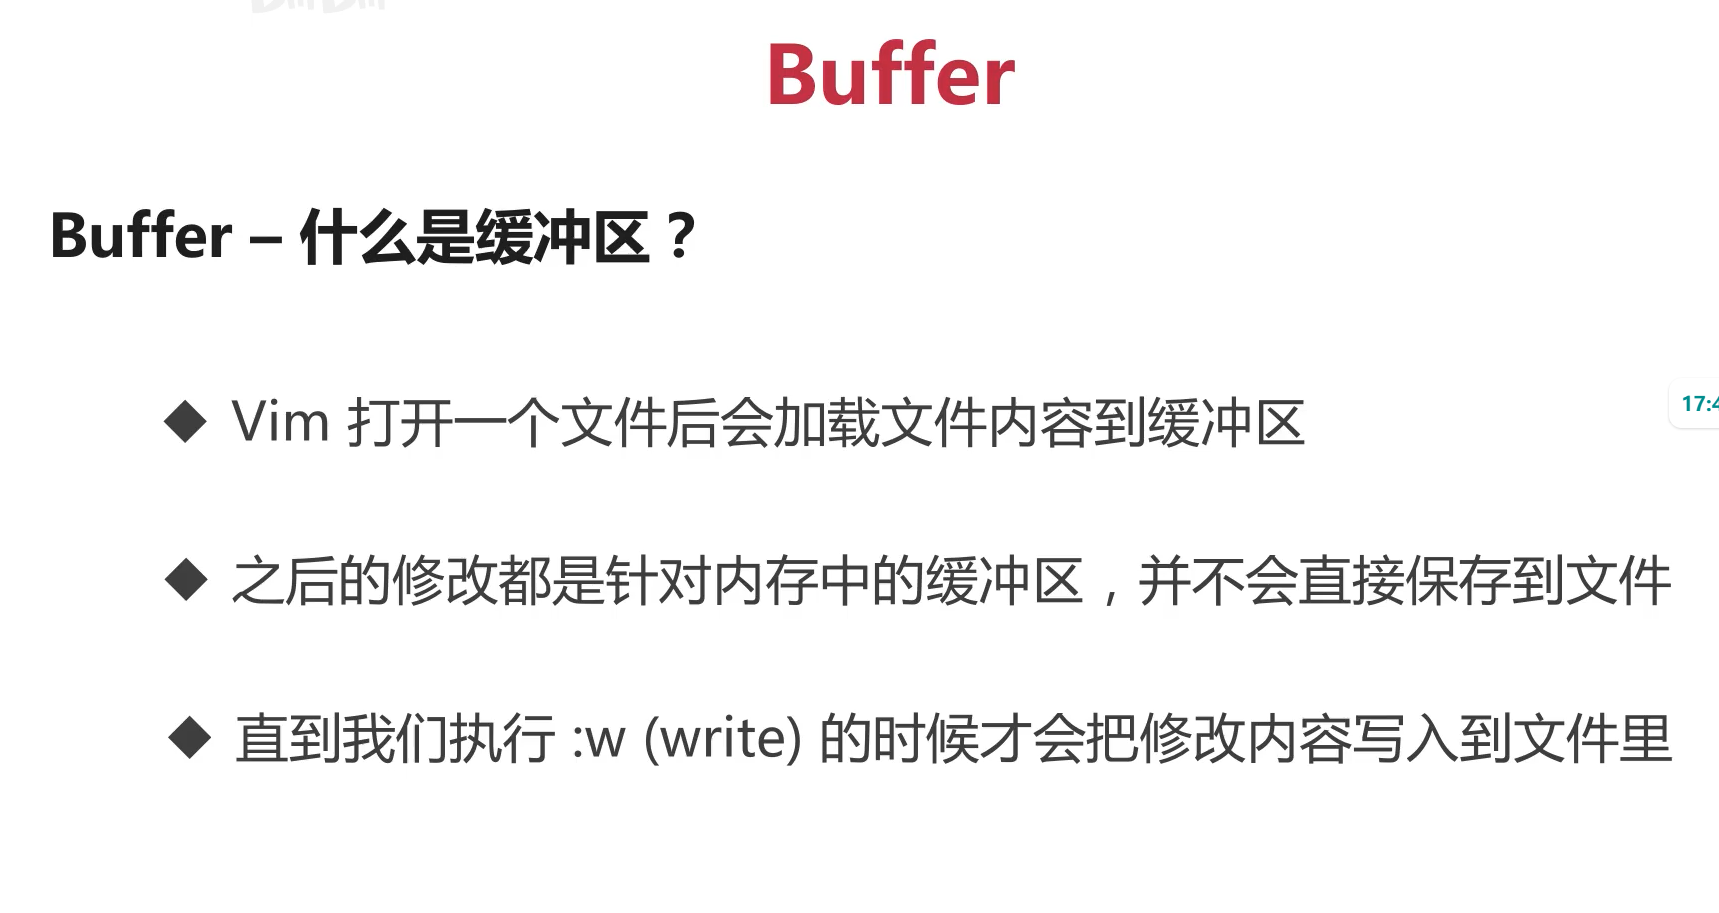 Buffer
Buffer – 什么是缓冲区？
◆ Vim 打开一个文件后会加载文件内容到缓冲区
17:4
◆ 之后的修改都是针对内存中的缓冲区，并不会直接保存到文件
◆ 直到我们执行 :w (write) 的时候才会把修改内容写入到文件里